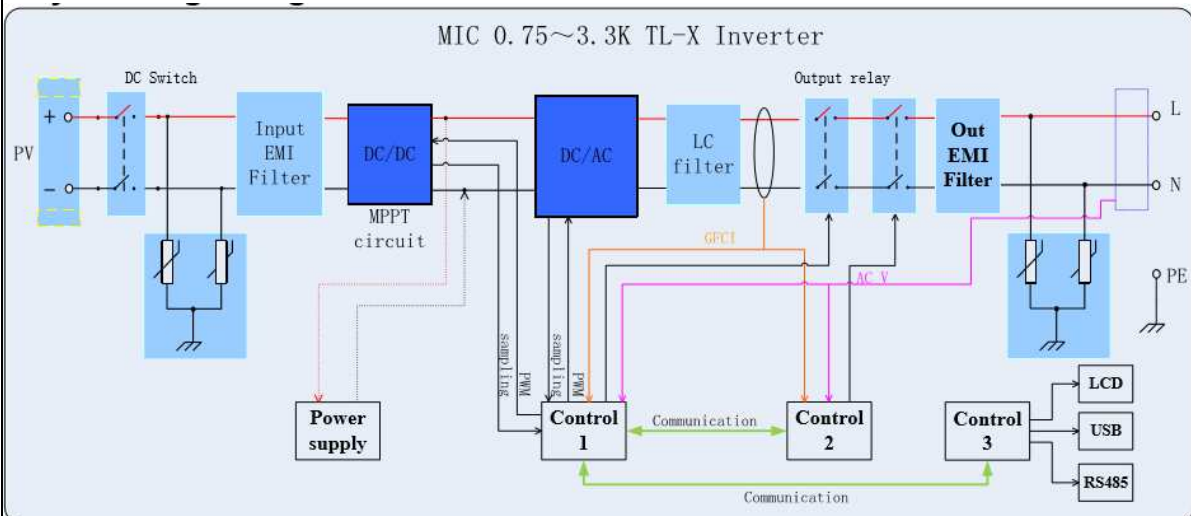 MIC 0.75～3.3K TL-X Inverter
DC Switch
Output relay
PV
+
-
Input
EMI
Filter
DC/DC
MPPT
circuit
DC/AC
LC
filter
Out
EMI
Filter
L
N
PE
GFCI
AC V
sampling
PWM
sampling
PWM
Power
supply
Control
1
Communication
Control
2
Control
3
LCD
USB
RS485
Communication